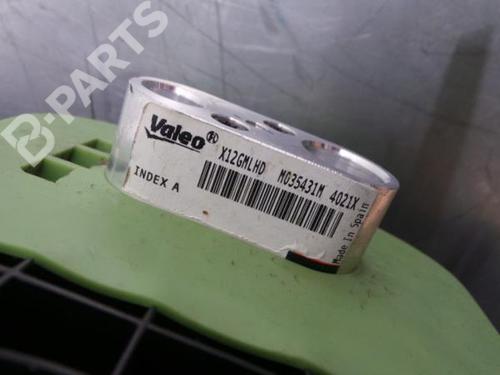 B-PARTS
Valeo®
X12GMLHD M035431M 4021X
INDEX A
Made In Spain